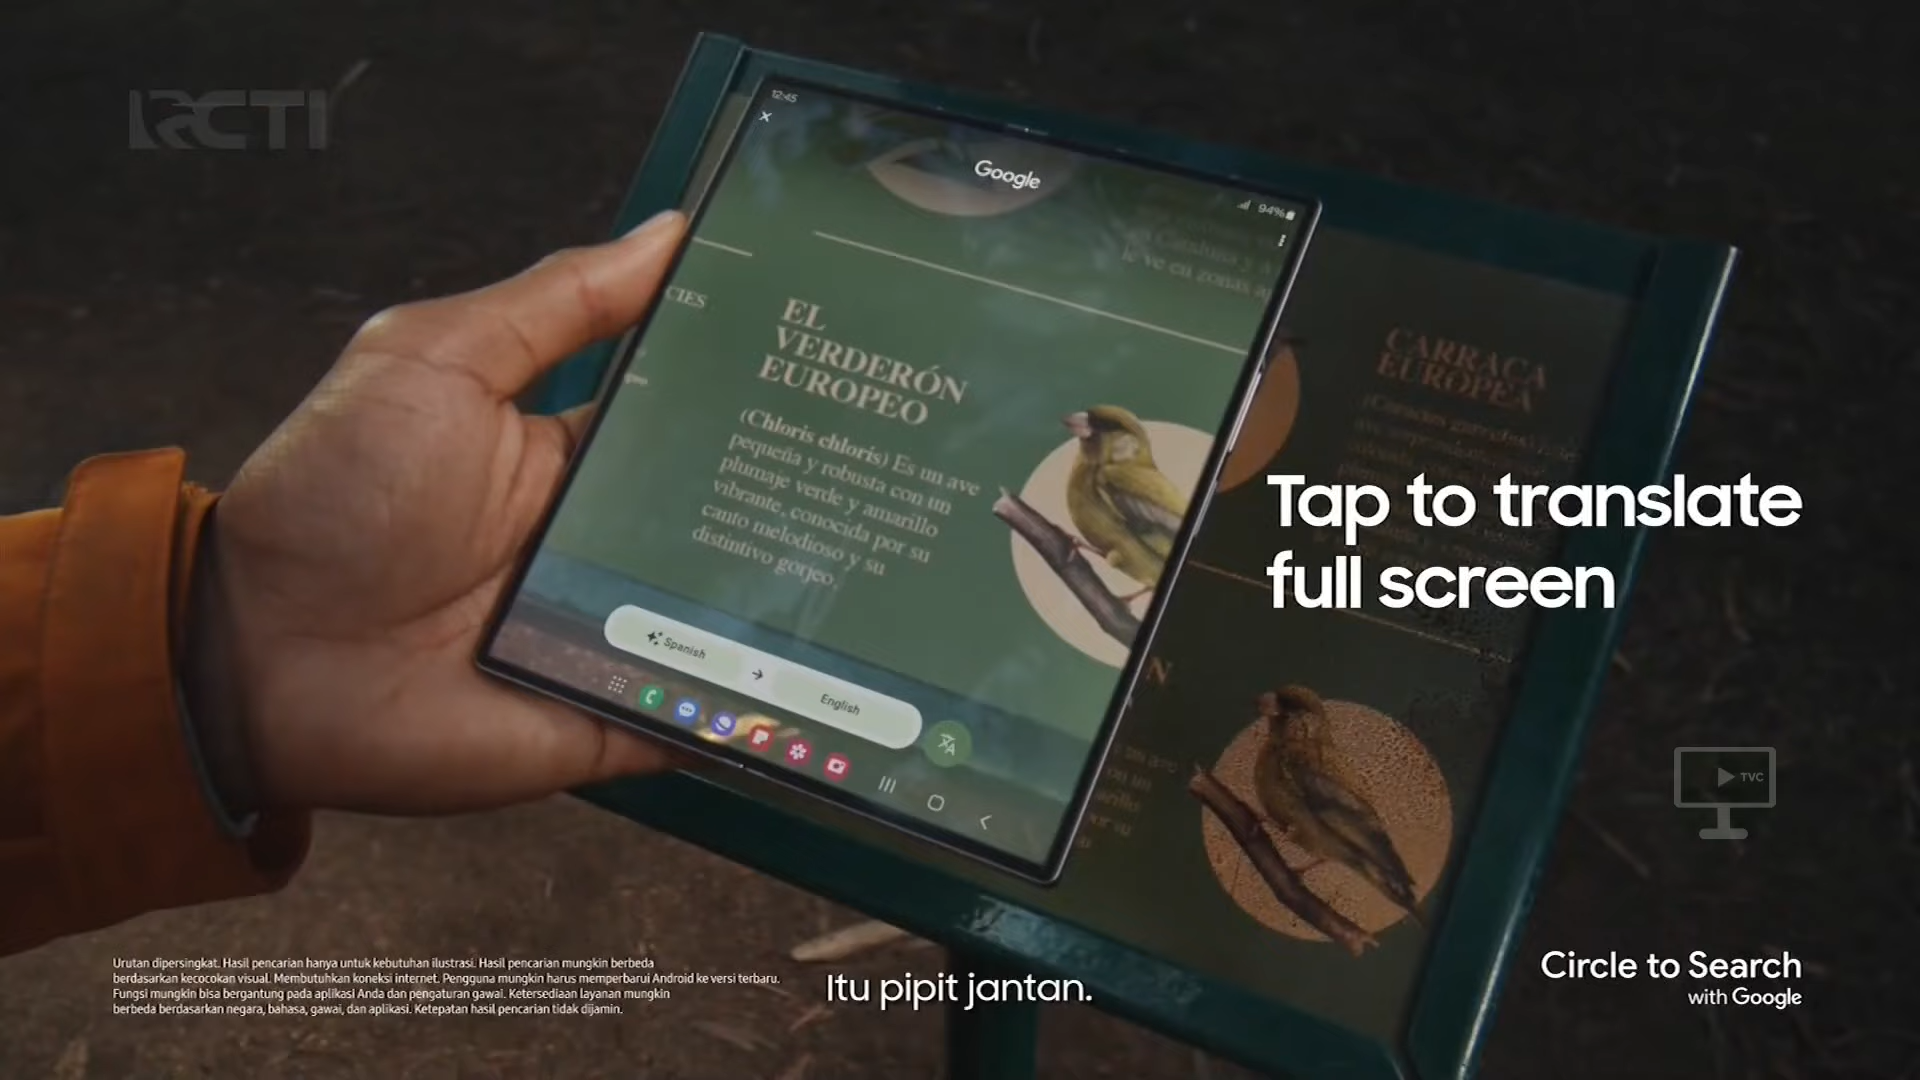 RCTI
12:45
Google
94%
le ve en zonas
CIES
EL
VERDERÓN
EUROPEO
(Chloris chloris) Es un ave
pequeña y robusta con un
plumaje verde y amarillo
vibrante, conocida por su
canto melodioso y su
distintivo gorjeo.
Spanish → English
CARRACA
EUROPEA
Tap to translate
full screen
TVC
Circle to Search
with Google
Itu pipit jantan.
Urutan dipersingkat. Hasil pencarian hanya untuk kebutuhan ilustrasi. Hasil pencarian mungkin berbeda
berdasarkan kecocokan visual. Membutuhkan koneksi internet. Pengguna mungkin harus memperbarui Android ke versi terbaru.
Fungsi mungkin bisa bergantung pada aplikasi Anda dan pengaturan gawai. Ketersediaan layanan mungkin
berbeda berdasarkan negara, bahasa, gawai, dan aplikasi. Ketepatan hasil pencarian tidak dijamin.